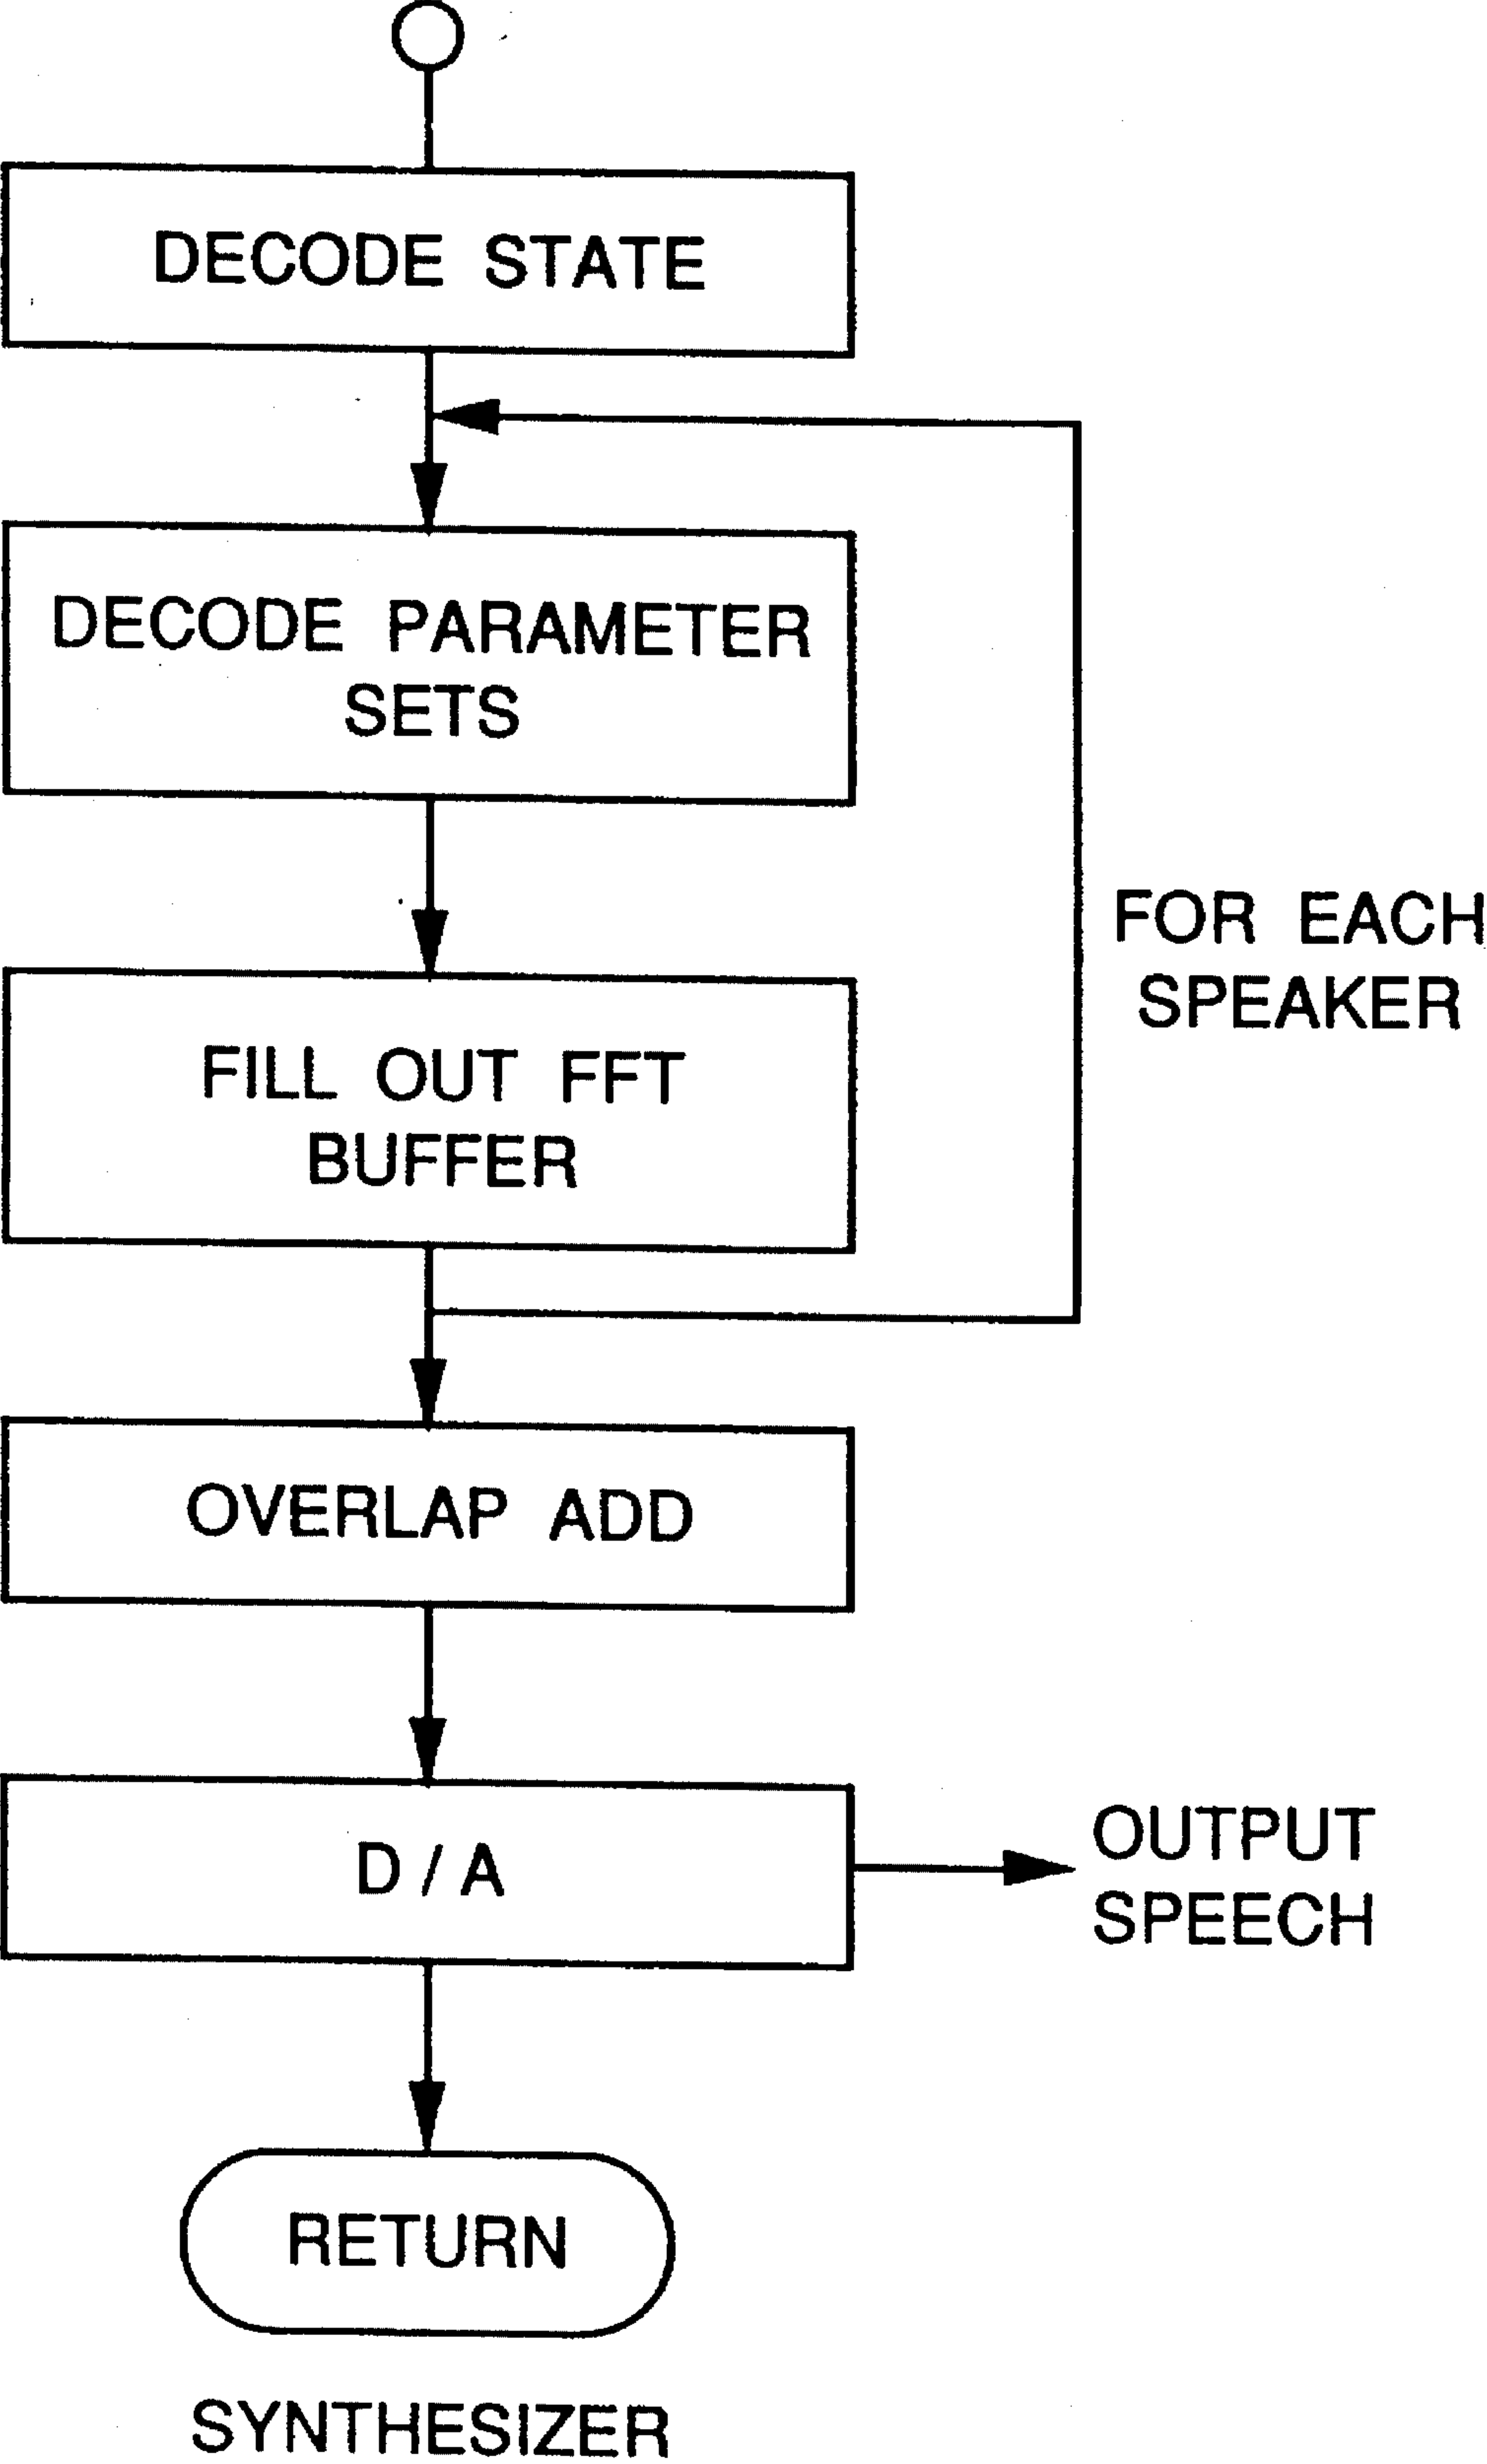 DECODE STATE
DECODE PARAMETER
SETS
FOR EACH
SPEAKER
FILL OUT FFT
BUFFER
OVERLAP ADD
D / A
OUTPUT
SPEECH
RETURN
SYNTHESIZER